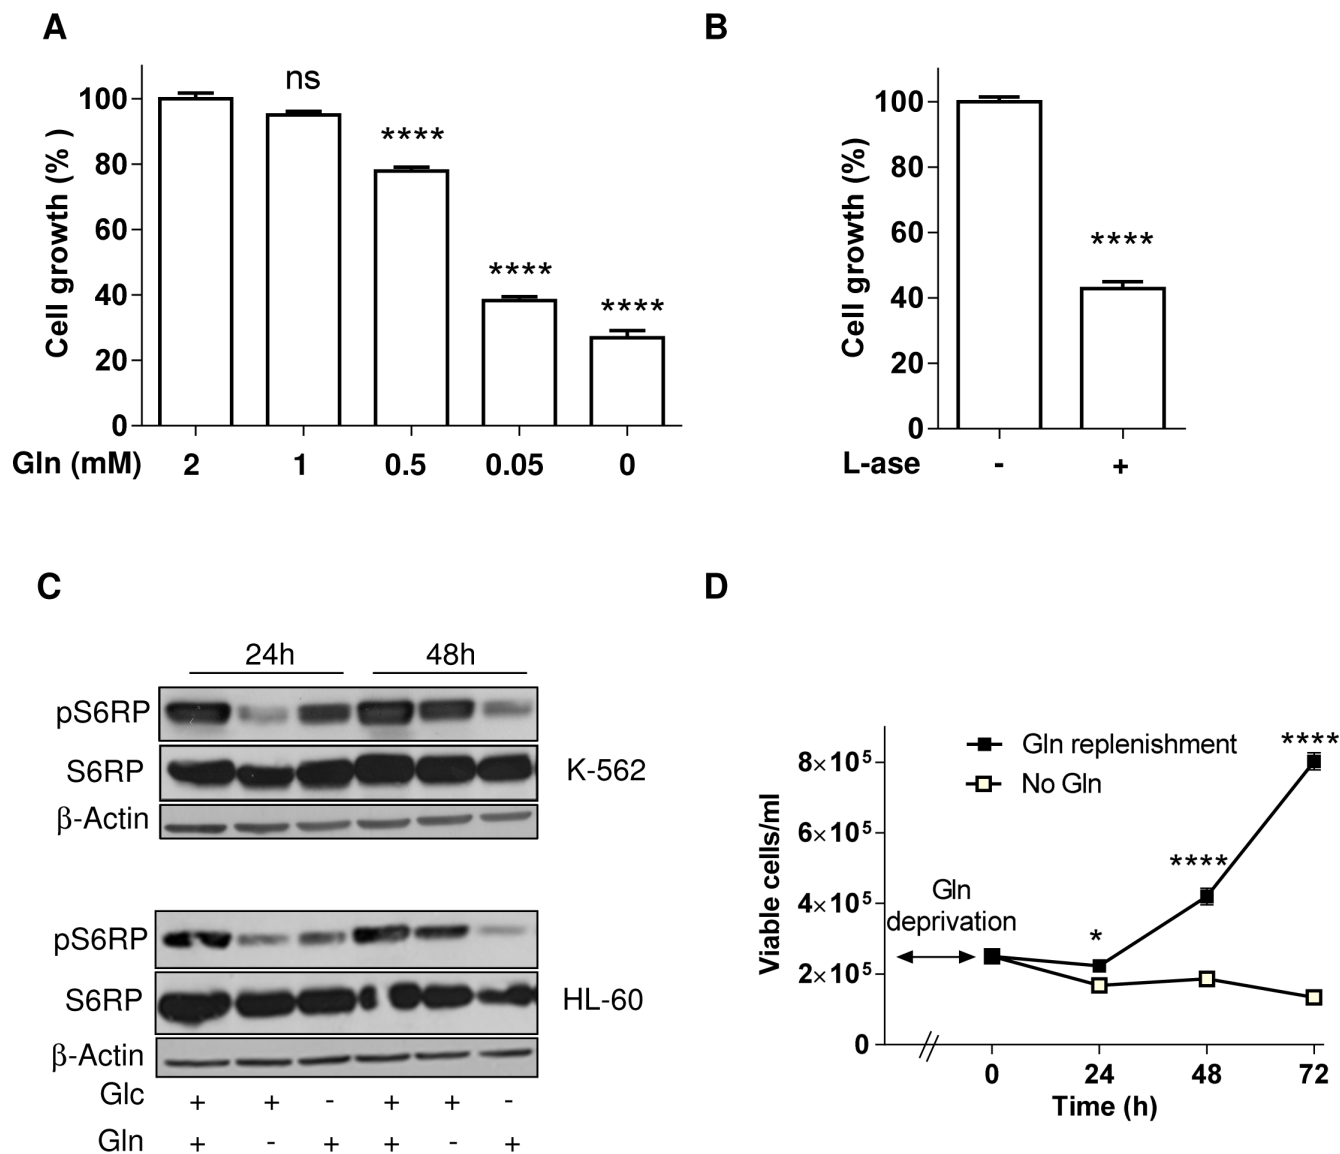 A
Cell growth (% )
100
80
60
40
20
0
ns
****
****
****
Gln (mM) 2 1 0.5 0.05 0
B
Cell growth (%)
100
80
60
40
20
0
****
L-ase - +
C
24h 48h
pS6RP
S6RP K-562
β-Actin
pS6RP
S6RP HL-60
β-Actin
Glc + + - + + -
Gln + - + + - +
D
Viable cells/ml
8×10⁵
6×10⁵
4×10⁵
2×10⁵
0
Gln replenishment
No Gln
Gln
deprivation
*
****
****
0 24 48 72
Time (h)